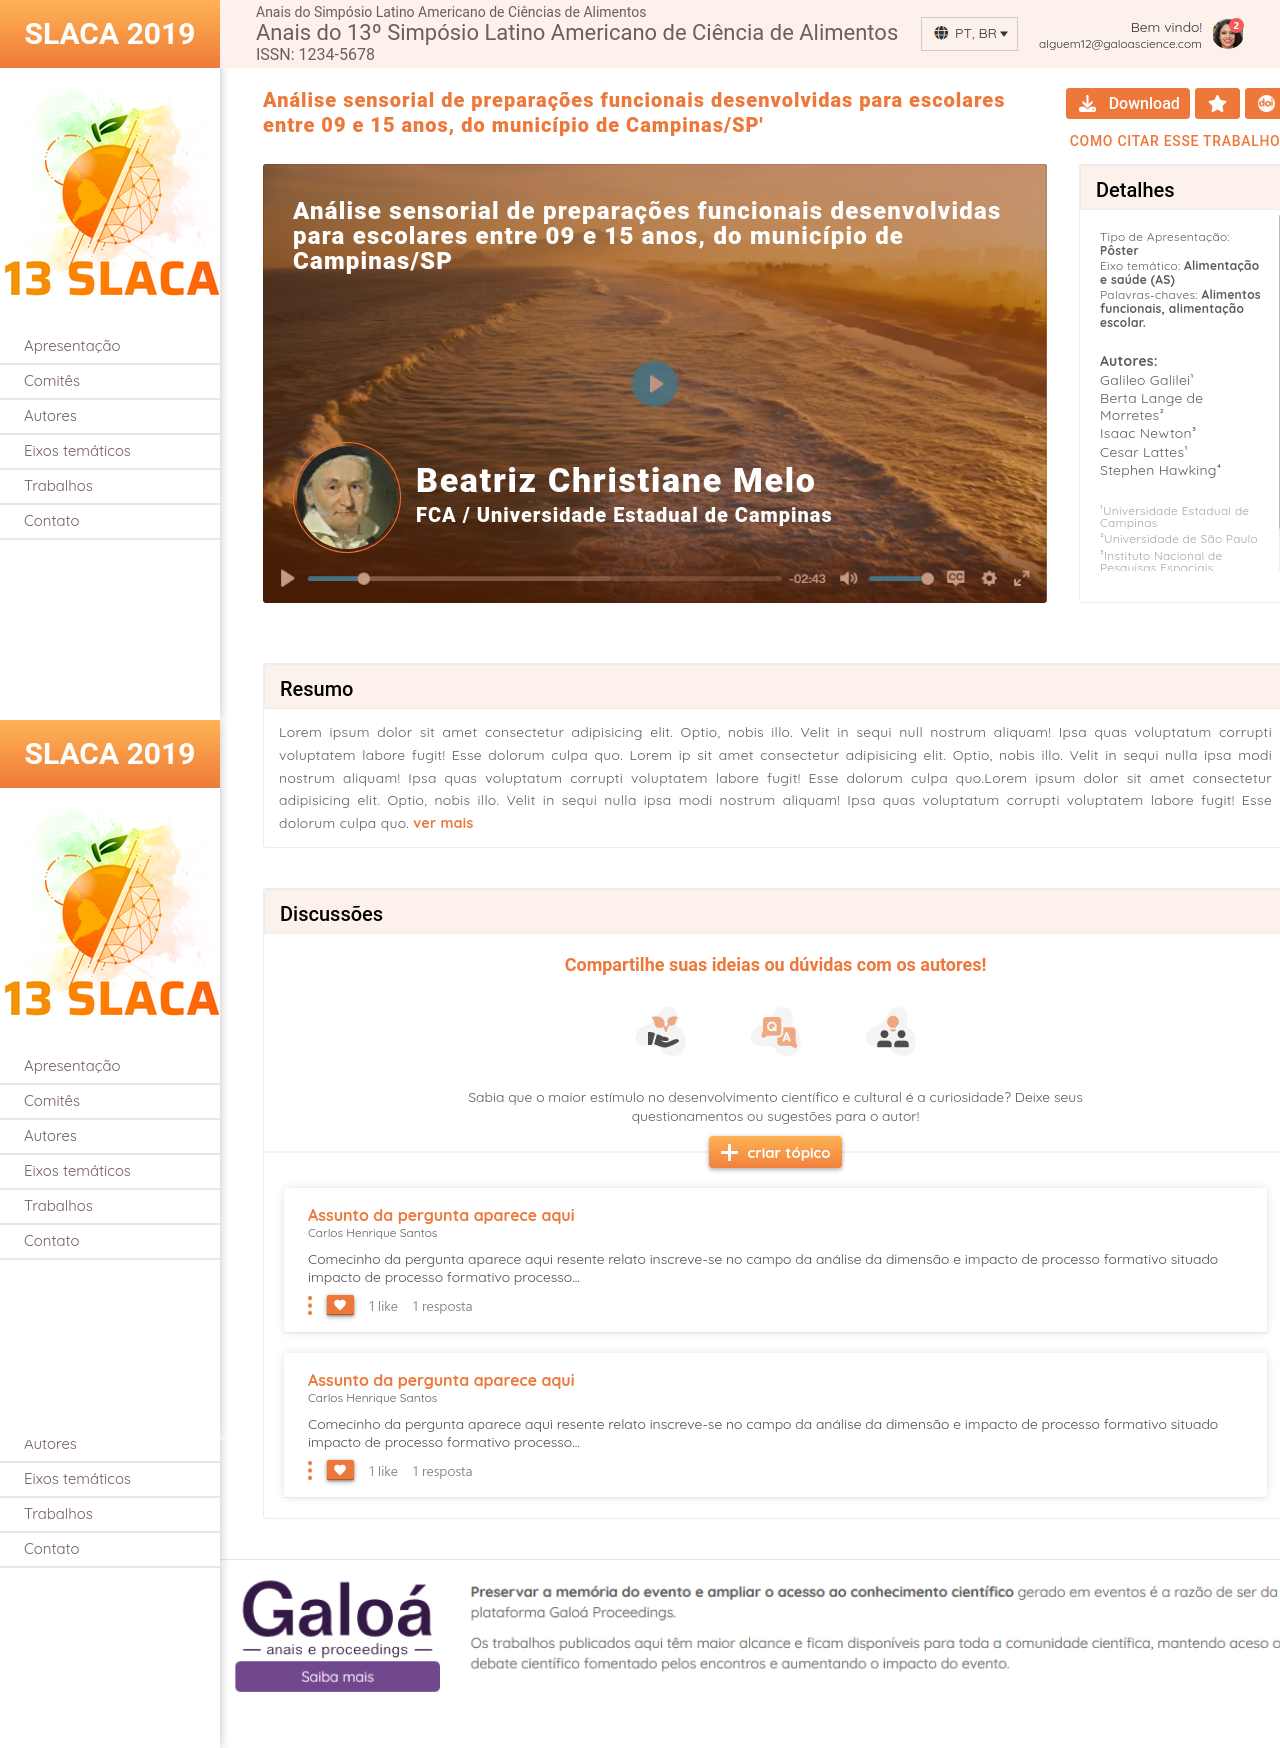 SLACA 2019
Anais do Simpósio Latino Americano de Ciências de Alimentos
Anais do 13º Simpósio Latino Americano de Ciência de Alimentos
ISSN: 1234-5678
PT, BR
Bem vindo!
alguem12@galoascience.com
2
13 SLACA
Apresentação
Comitês
Autores
Eixos temáticos
Trabalhos
Contato
Análise sensorial de preparações funcionais desenvolvidas para escolares
entre 09 e 15 anos, do município de Campinas/SP'
Download
doi
COMO CITAR ESSE TRABALHO
Análise sensorial de preparações funcionais desenvolvidas
para escolares entre 09 e 15 anos, do município de
Campinas/SP
Beatriz Christiane Melo
FCA / Universidade Estadual de Campinas
-02:43
CC
Detalhes
Tipo de Apresentação:
Pôster
Eixo temático: Alimentação
e saúde (AS)
Palavras-chaves: Alimentos
funcionais, alimentação
escolar.
Autores:
Galileo Galilei¹
Berta Lange de
Morretes²
Isaac Newton³
Cesar Lattes¹
Stephen Hawking⁴
¹Universidade Estadual de
Campinas
²Universidade de São Paulo
³Instituto Nacional de
Pesquisas Espaciais
Resumo
Lorem ipsum dolor sit amet consectetur adipisicing elit. Optio, nobis illo. Velit in sequi null nostrum aliquam! Ipsa quas voluptatum corrupti
voluptatem labore fugit! Esse dolorum culpa quo. Lorem ip sit amet consectetur adipisicing elit. Optio, nobis illo. Velit in sequi nulla ipsa modi
nostrum aliquam! Ipsa quas voluptatum corrupti voluptatem labore fugit! Esse dolorum culpa quo.Lorem ipsum dolor sit amet consectetur
adipisicing elit. Optio, nobis illo. Velit in sequi nulla ipsa modi nostrum aliquam! Ipsa quas voluptatum corrupti voluptatem labore fugit! Esse
dolorum culpa quo. ver mais
SLACA 2019
13 SLACA
Apresentação
Comitês
Autores
Eixos temáticos
Trabalhos
Contato
Discussões
Compartilhe suas ideias ou dúvidas com os autores!
Q A
Sabia que o maior estímulo no desenvolvimento científico e cultural é a curiosidade? Deixe seus
questionamentos ou sugestões para o autor!
criar tópico
Assunto da pergunta aparece aqui
Carlos Henrique Santos
Comecinho da pergunta aparece aqui resente relato inscreve-se no campo da análise da dimensão e impacto de processo formativo situado
impacto de processo formativo processo...
1 like 1 resposta
Assunto da pergunta aparece aqui
Carlos Henrique Santos
Comecinho da pergunta aparece aqui resente relato inscreve-se no campo da análise da dimensão e impacto de processo formativo situado
impacto de processo formativo processo...
1 like 1 resposta
Autores
Eixos temáticos
Trabalhos
Contato
Galoá
anais e proceedings
Saiba mais
Preservar a memória do evento e ampliar o acesso ao conhecimento científico gerado em eventos é a razão de ser da
plataforma Galoá Proceedings.
Os trabalhos publicados aqui têm maior alcance e ficam disponíveis para toda a comunidade científica, mantendo aceso o
debate científico fomentado pelos encontros e aumentando o impacto do evento.